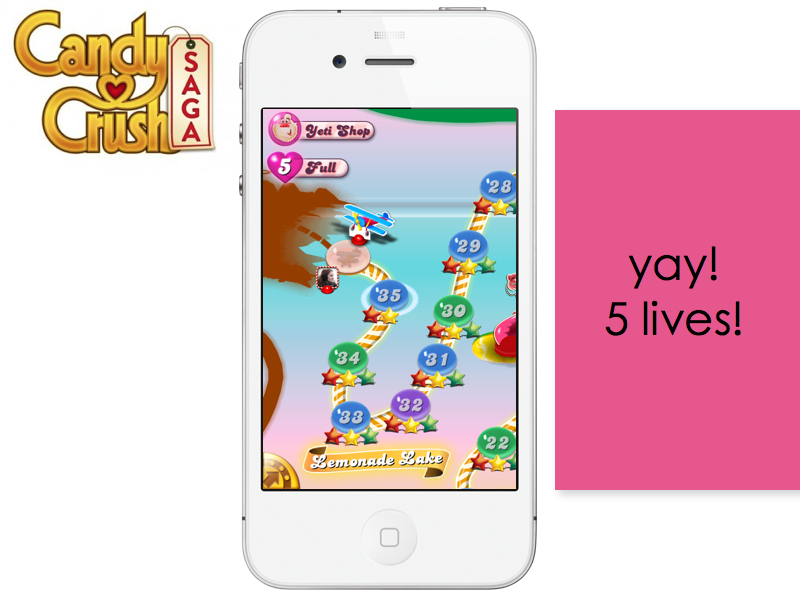 Candy
Crush
SAGA
Yeti Shop
5 Full
28
29
35
30
34
31
32
33
22
Lemonade Lake
yay!
5 lives!